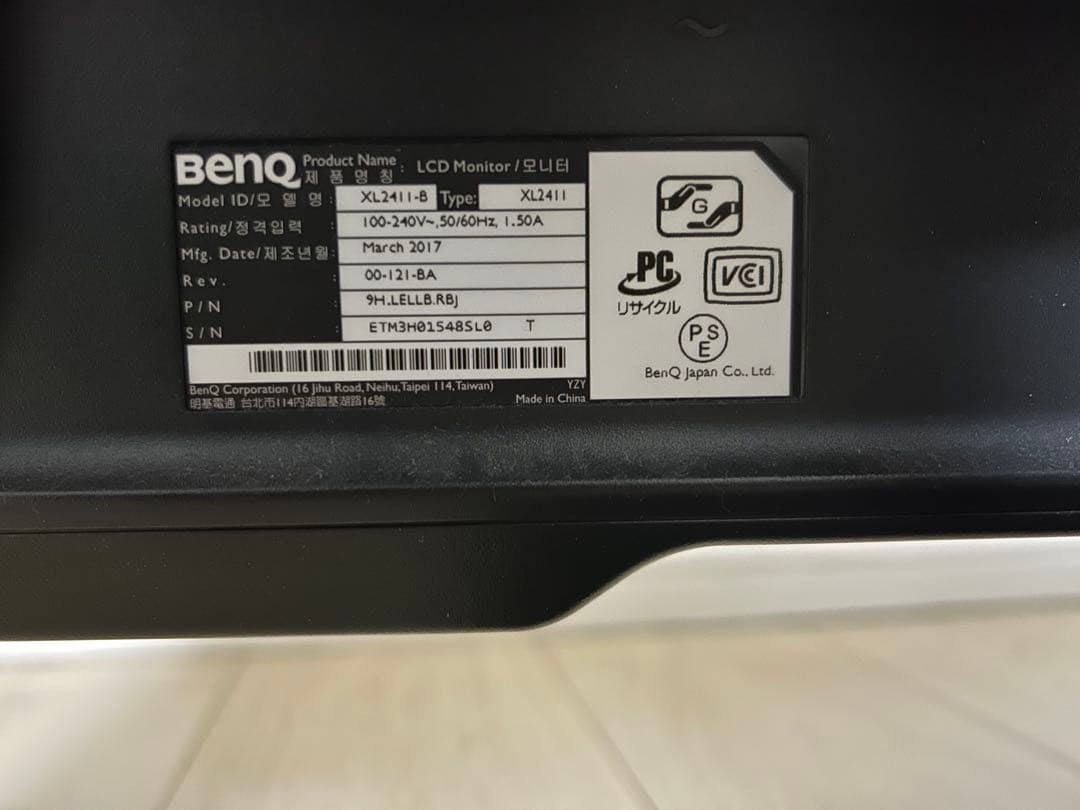 BenQ Product Name : LCD Monitor/모니터
제 품 명 칭
Model ID/모 델 명 : XL2411-B Type: XL2411
Rating/정격입력 : 100-240V~,50/60Hz, 1.50A
Mfg. Date/제조년월: March 2017
Rev. : 00-121-BA
P/N : 9H.LELLB.RBJ
S/N : ETM3H01548SL0 T
BenQ Corporation (16 Jihu Road, Neihu,Taipei 114,Taiwan) YZY
明基電通 台北市114內湖區基湖路16號 Made in China
G
PC
リサイクル
VCCI
PS
E
BenQ Japan Co., Ltd.